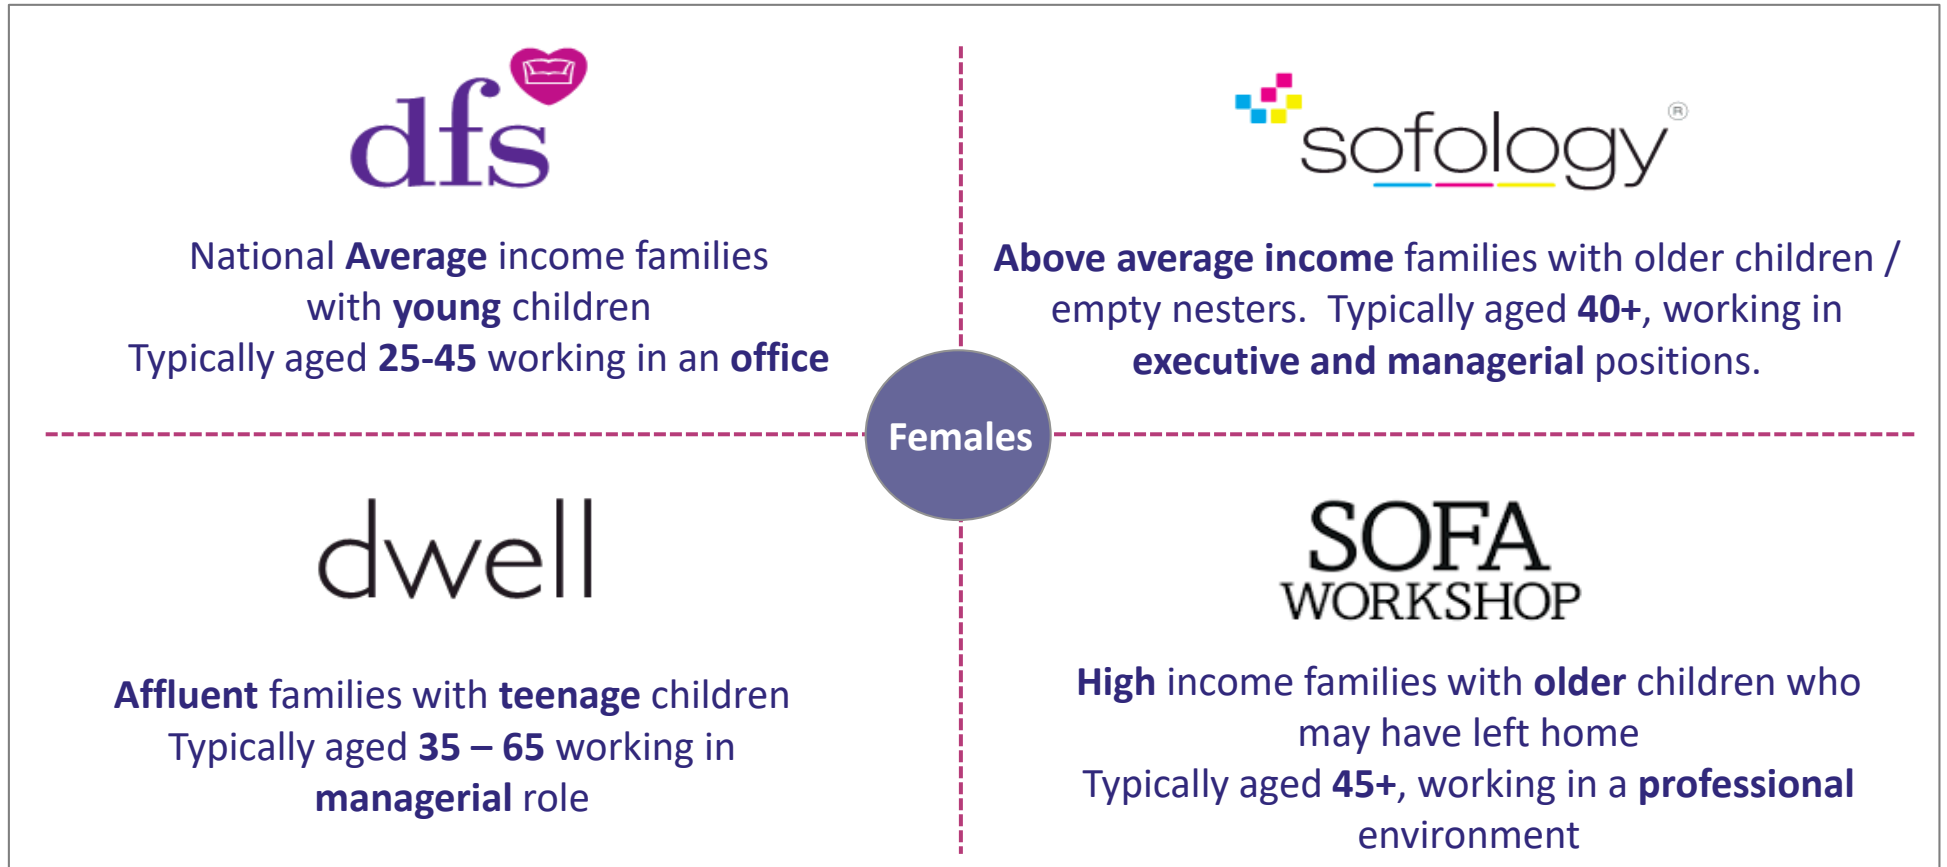 dfs
National Average income families
with young children
Typically aged 25-45 working in an office
sofology®
Above average income families with older children /
empty nesters.  Typically aged 40+, working in
executive and managerial positions.
Females
dwell
Affluent families with teenage children
Typically aged 35 – 65 working in
managerial role
SOFA
WORKSHOP
High income families with older children who
may have left home
Typically aged 45+, working in a professional
environment